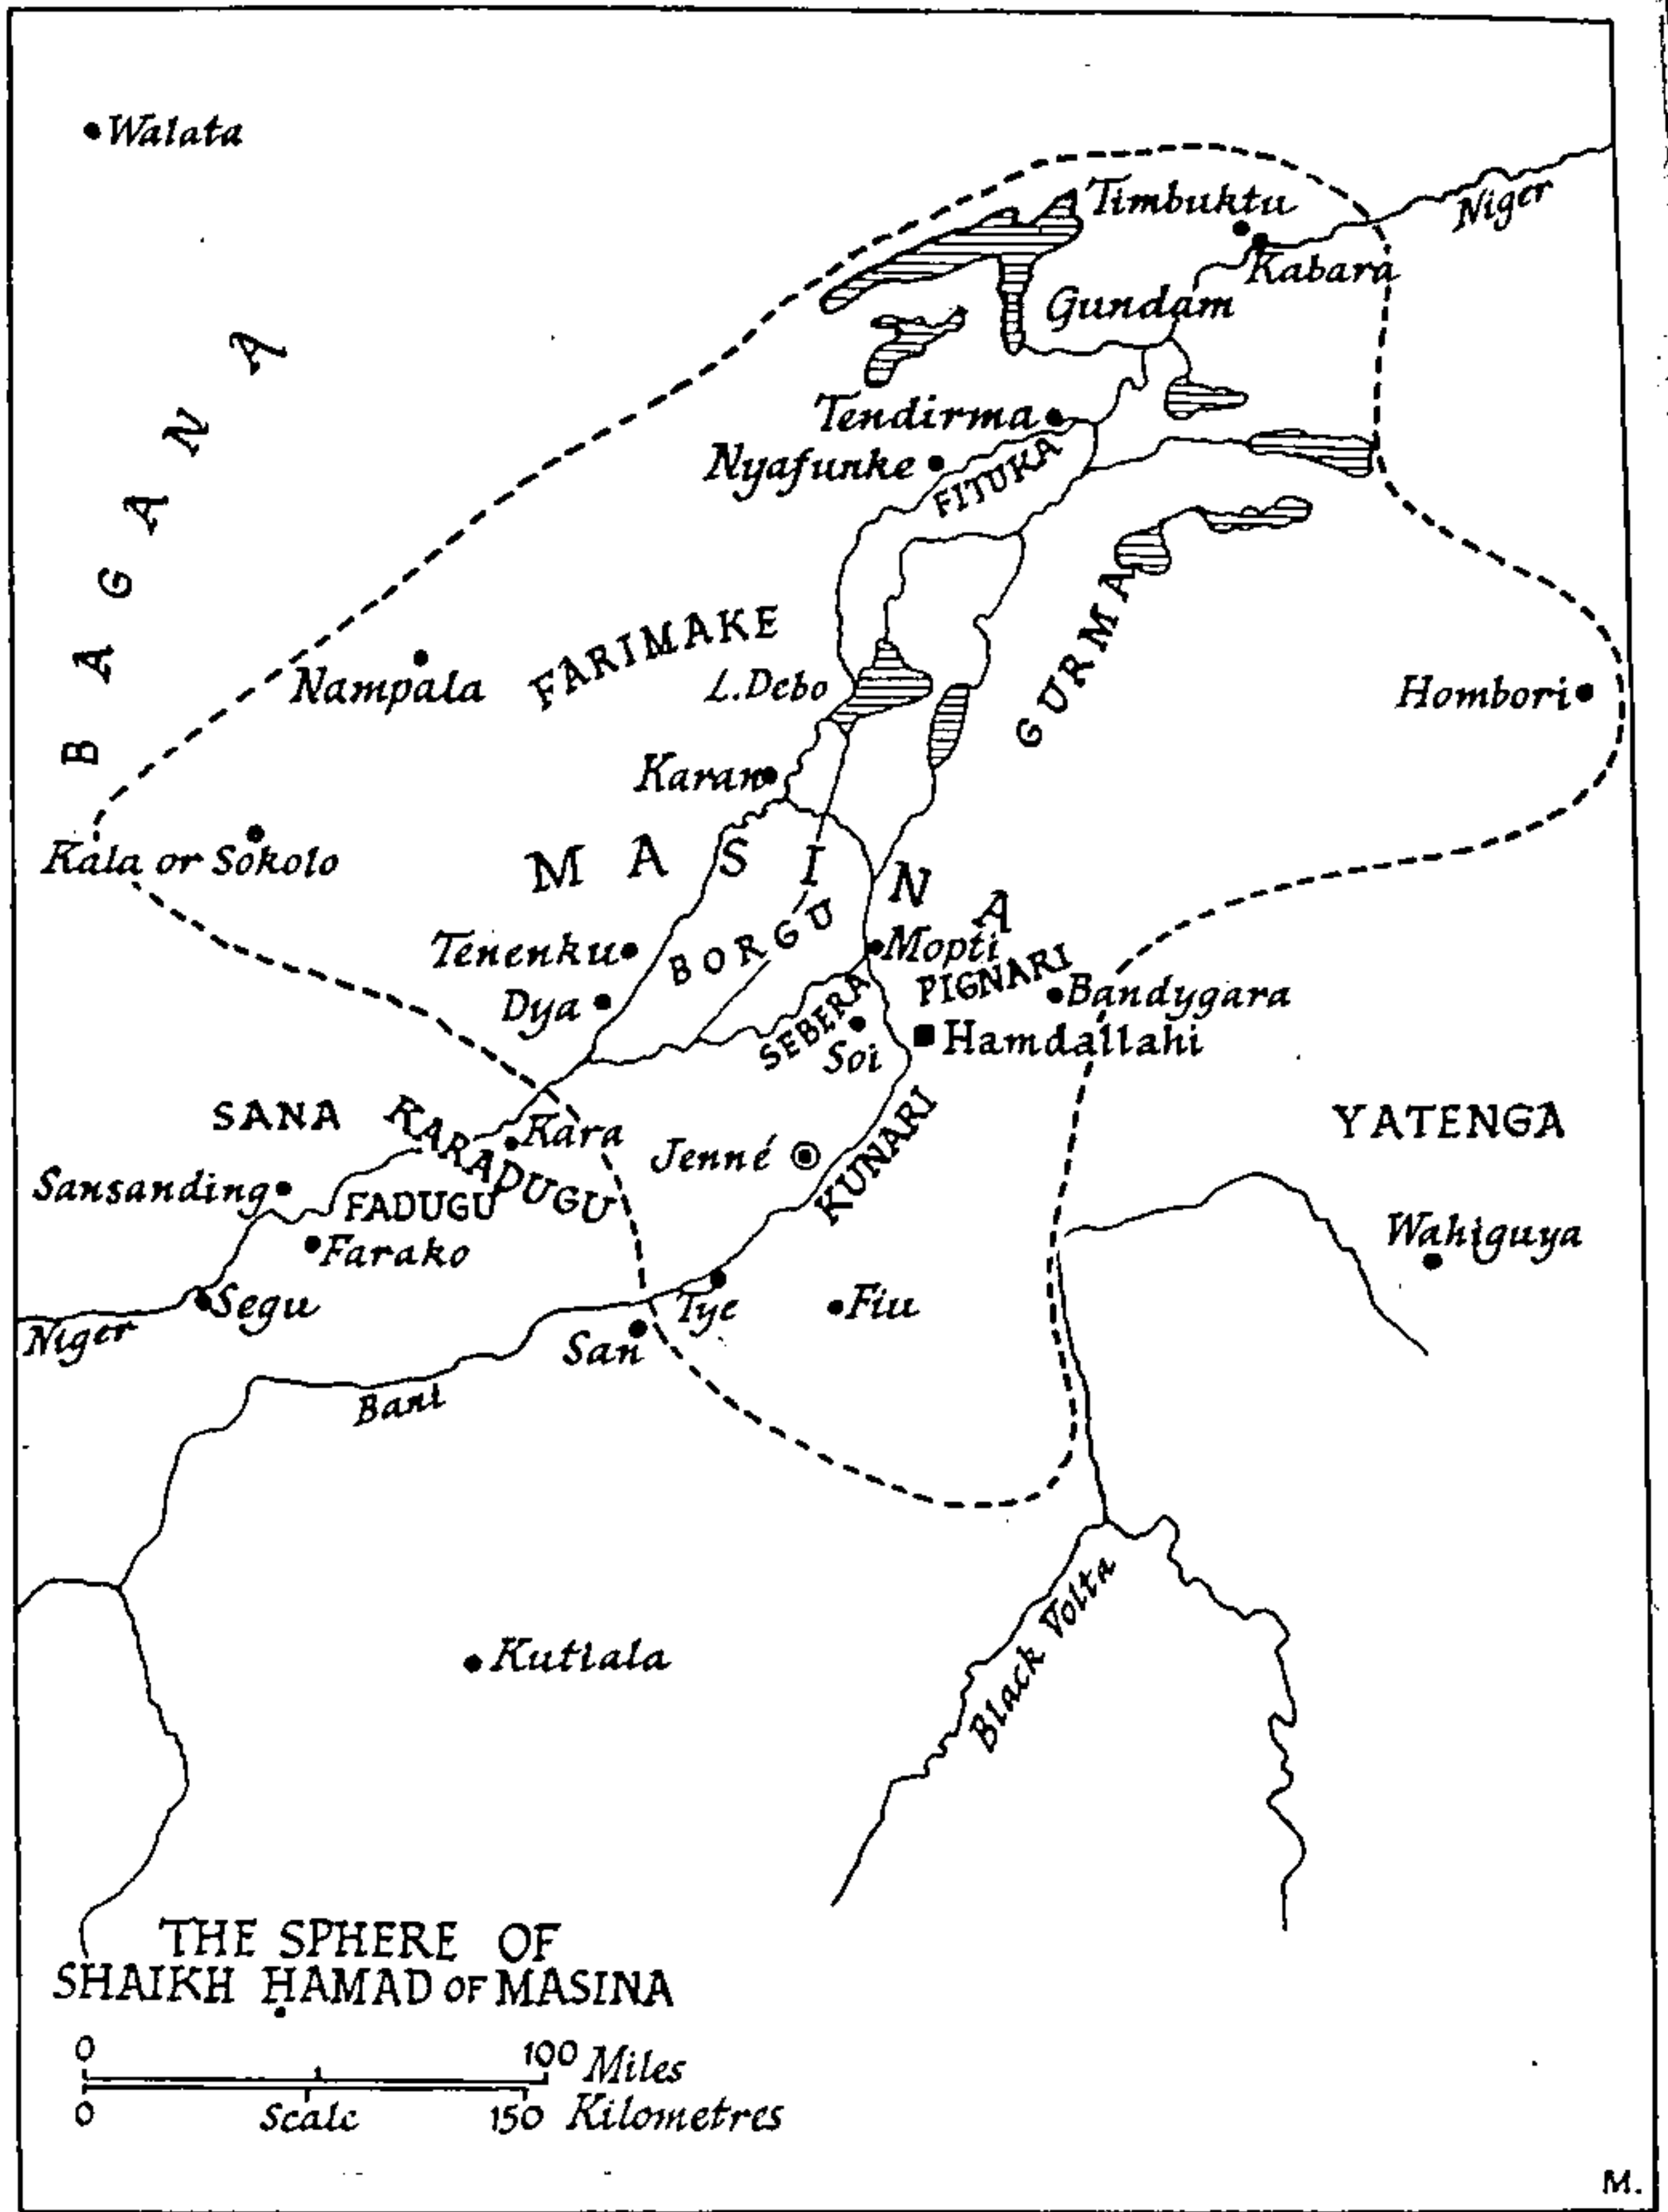 Walata
Timbuktu
Niger
Kabara
Gundam
BAGANA
Tendirma
Nyafunke
FITUKA
GURMA
FARIMAKE
Nampala
L. Debo
Hombori
Karan
Kala or Sokolo
MASINA
Tenenku
BORGU
Mopti
PIGNARI
Dya
SEBERA
Bandygara
Soi
Hamdallahi
SANA
KARADUGU
Kara
Jenné
KUNARI
YATENGA
Sansanding
FADUGU
Farako
Wahiguya
Segu
Tye
Fiu
Niger
San
Bani
Kutiala
Black Volta
THE SPHERE OF
SHAIKH ḤAMAD OF MASINA
0 100 Miles
0 Scale 150 Kilometres
M.